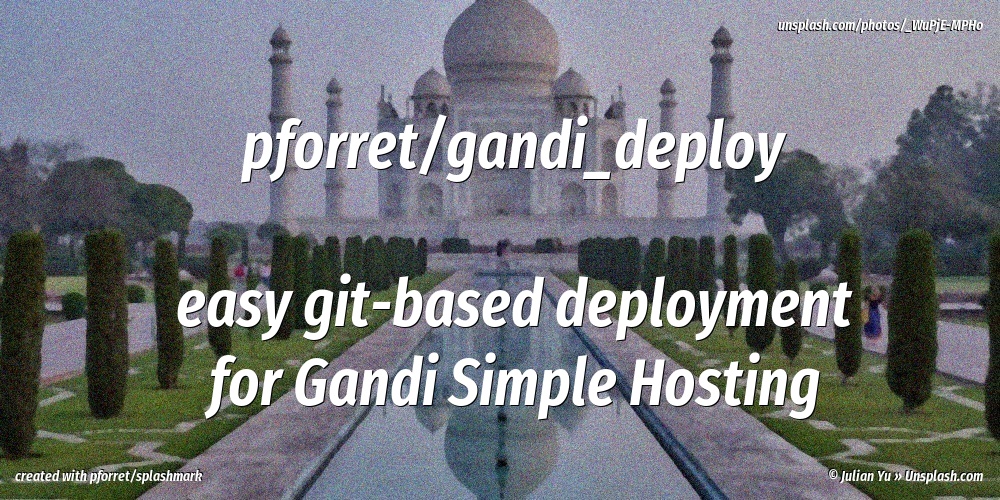 unsplash.com/photos/_WuPjE-MPHo
pforret/gandi_deploy
easy git-based deployment
for Gandi Simple Hosting
created with pforret/splashmark
© Julian Yu » Unsplash.com